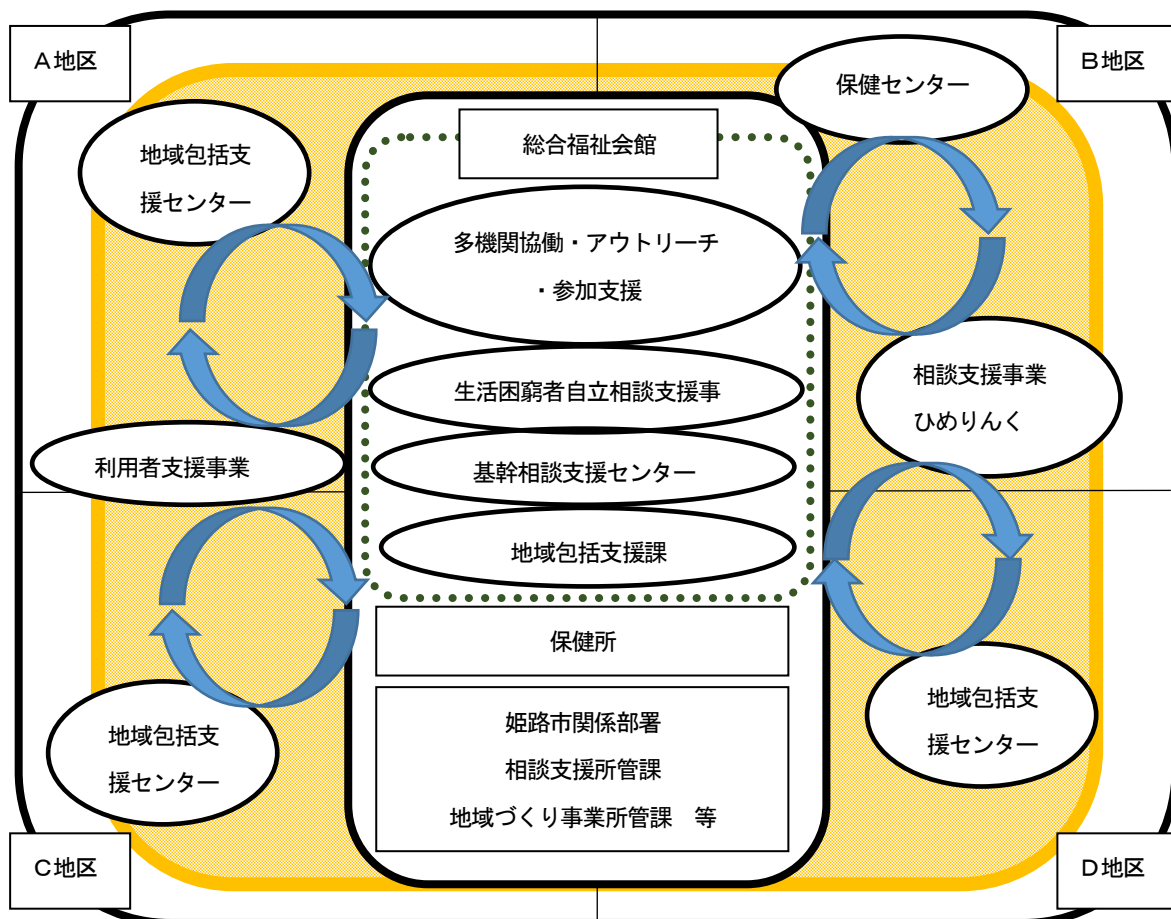 A地区
B地区
保健センター
総合福祉会館
地域包括支
援センター
多機関協働・アウトリーチ
・参加支援
生活困窮者自立相談支援事
相談支援事業
ひめりんく
利用者支援事業
基幹相談支援センター
地域包括支援課
保健所
地域包括支
援センター
地域包括支
援センター
姫路市関係部署
相談支援所管課
地域づくり事業所管課　等
C地区
D地区